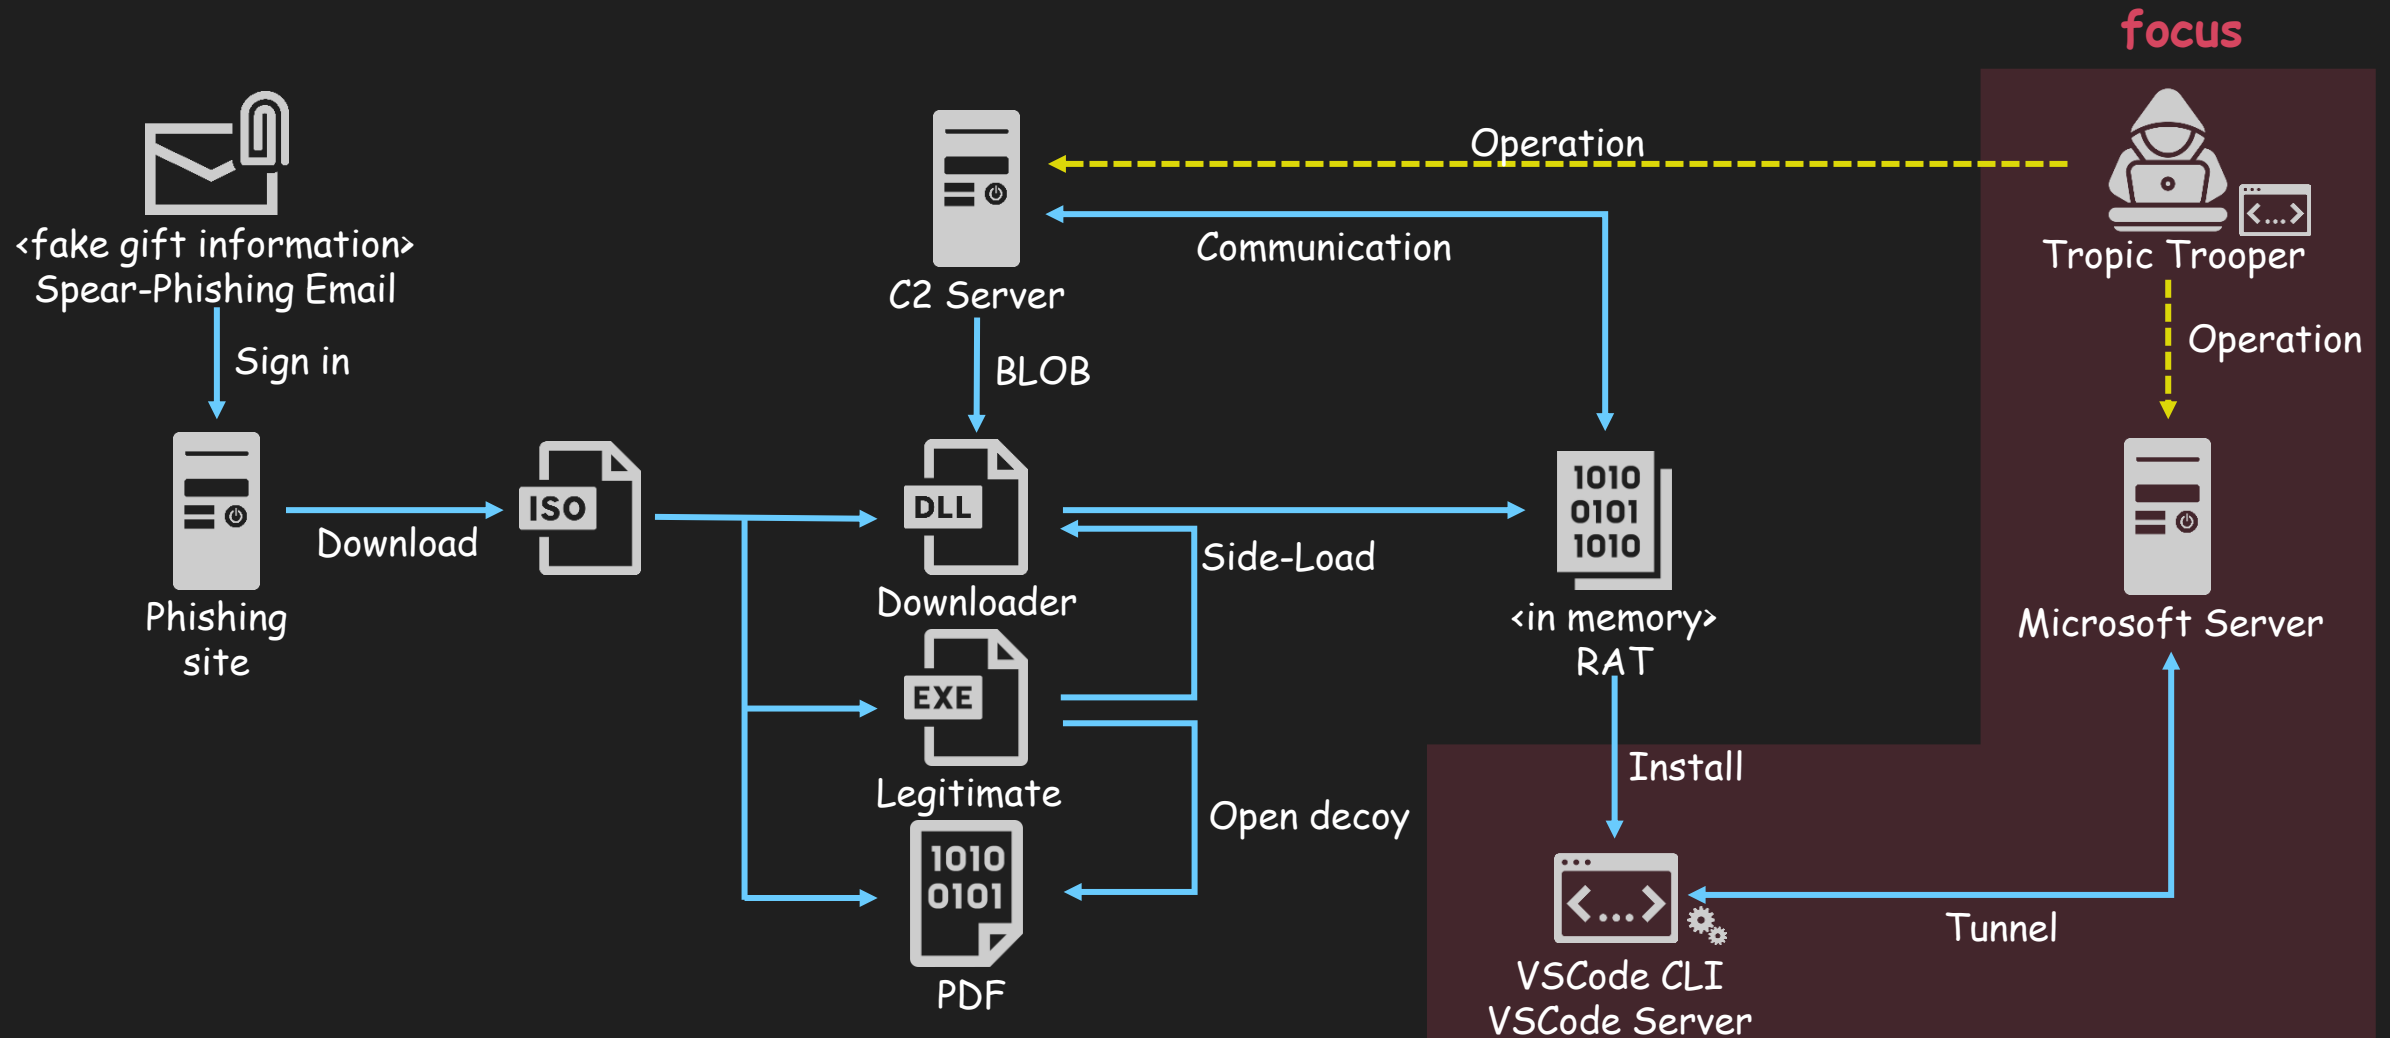 focus
Operation
Communication
<fake gift information>
Spear-Phishing Email
Sign in
C2 Server
BLOB
Tropic Trooper
Operation
Phishing
site
Download
ISO
DLL
Downloader
Side-Load
EXE
Legitimate
Open decoy
1010
0101
PDF
1010
0101
1010
<in memory>
RAT
Install
<...>
<...>
VSCode CLI
VSCode Server
Tunnel
Microsoft Server